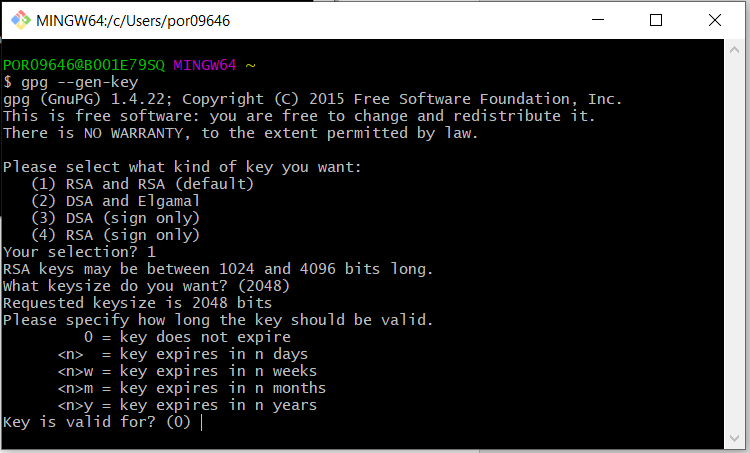 MINGW64:/c/Users/por09646
POR09646@BO01E79SQ MINGW64 ~
$ gpg --gen-key
gpg (GnuPG) 1.4.22; Copyright (C) 2015 Free Software Foundation, Inc.
This is free software: you are free to change and redistribute it.
There is NO WARRANTY, to the extent permitted by law.
Please select what kind of key you want:
(1) RSA and RSA (default)
(2) DSA and Elgamal
(3) DSA (sign only)
(4) RSA (sign only)
Your selection? 1
RSA keys may be between 1024 and 4096 bits long.
What keysize do you want? (2048)
Requested keysize is 2048 bits
Please specify how long the key should be valid.
0 = key does not expire
<n> = key expires in n days
<n>w = key expires in n weeks
<n>m = key expires in n months
<n>y = key expires in n years
Key is valid for? (0)